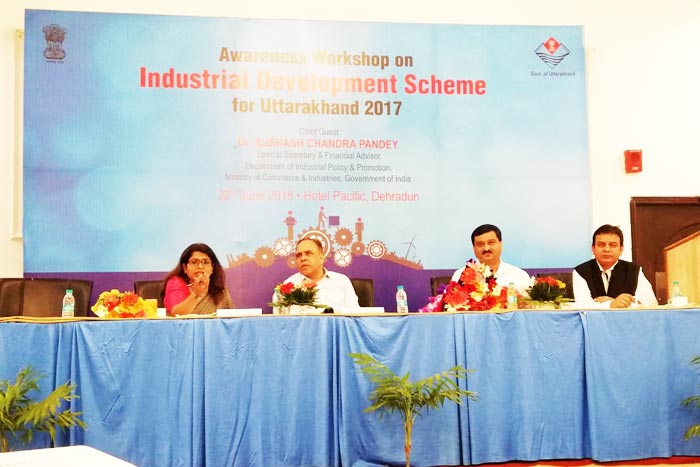 Awareness Workshop on
Industrial Development Scheme
for Uttarakhand 2017
Chief Guest
Dr. SUBHASH CHANDRA PANDEY
Special Secretary & Financial Advisor
Department of Industrial Policy & Promotion,
Ministry of Commerce & Industries, Government of India
22nd June 2018 • Hotel Pacific, Dehradun
Govt. of Uttarakhand